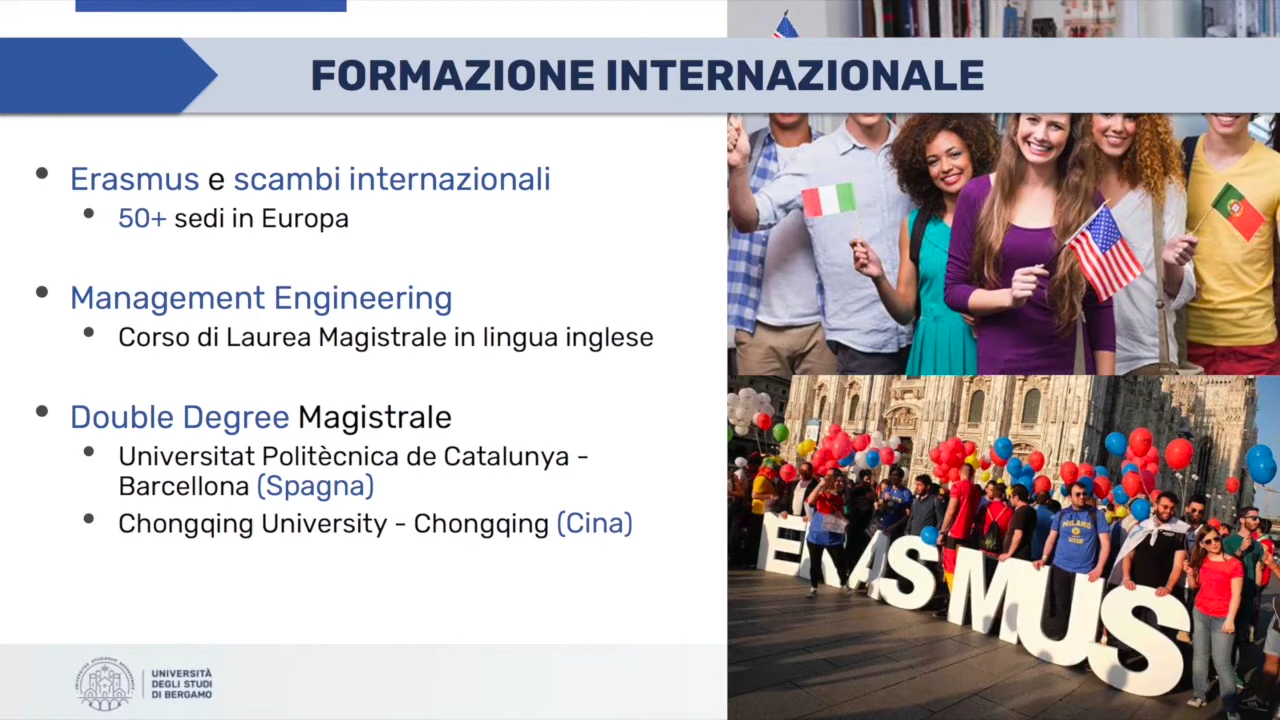 FORMAZIONE INTERNAZIONALE
Erasmus e scambi internazionali
50+ sedi in Europa
Management Engineering
Corso di Laurea Magistrale in lingua inglese
Double Degree Magistrale
Universitat Politècnica de Catalunya -
Barcellona (Spagna)
Chongqing University - Chongqing (Cina)
ERASMUS
MILANO
UNIVERSITÀ
DEGLI STUDI
DI BERGAMO